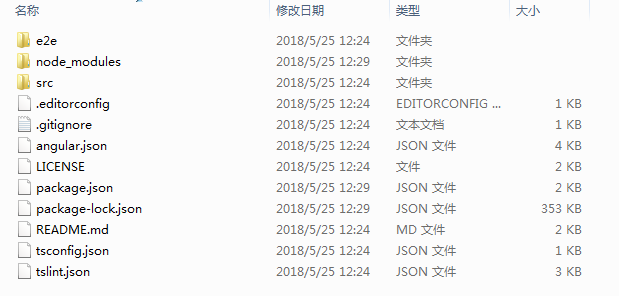 名称 修改日期 类型 大小
e2e 2018/5/25 12:24 文件夹
node_modules 2018/5/25 12:29 文件夹
src 2018/5/25 12:24 文件夹
.editorconfig 2018/5/25 12:24 EDITORCONFIG ... 1 KB
.gitignore 2018/5/25 12:24 文本文档 1 KB
angular.json 2018/5/25 12:24 JSON 文件 4 KB
LICENSE 2018/5/25 12:24 文件 2 KB
package.json 2018/5/25 12:29 JSON 文件 2 KB
package-lock.json 2018/5/25 12:29 JSON 文件 353 KB
README.md 2018/5/25 12:24 MD 文件 2 KB
tsconfig.json 2018/5/25 12:24 JSON 文件 1 KB
tslint.json 2018/5/25 12:24 JSON 文件 3 KB